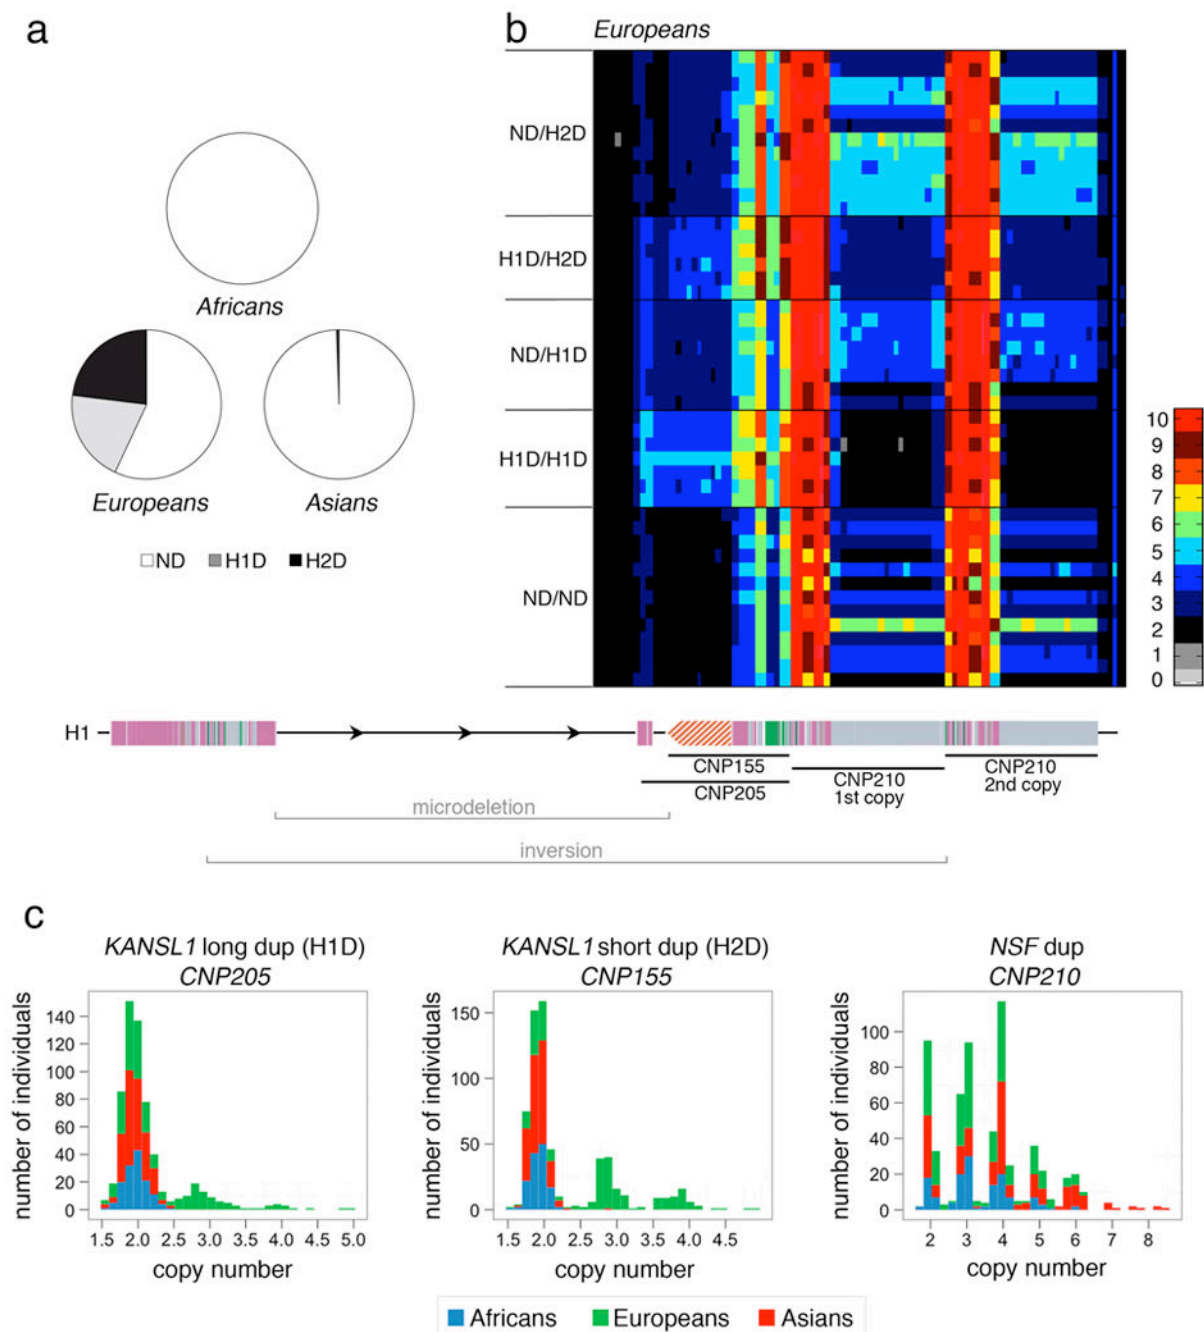 a
b
Europeans
Africans
Europeans
Asians
ND H1D H2D
ND/H2D
H1D/H2D
ND/H1D
H1D/H1D
ND/ND
10
9
8
7
6
5
4
3
2
1
0
H1
CNP155
CNP205
CNP210
1st copy
CNP210
2nd copy
microdeletion
inversion
c
KANSL1 long dup (H1D)
CNP205
number of individuals
140
120
100
80
60
40
20
0
1.5 2.0 2.5 3.0 3.5 4.0 4.5 5.0
copy number
KANSL1 short dup (H2D)
CNP155
number of individuals
150
100
50
0
1.5 2.0 2.5 3.0 3.5 4.0 4.5
copy number
NSF dup
CNP210
number of individuals
100
80
60
40
20
0
2 3 4 5 6 7 8
copy number
Africans Europeans Asians